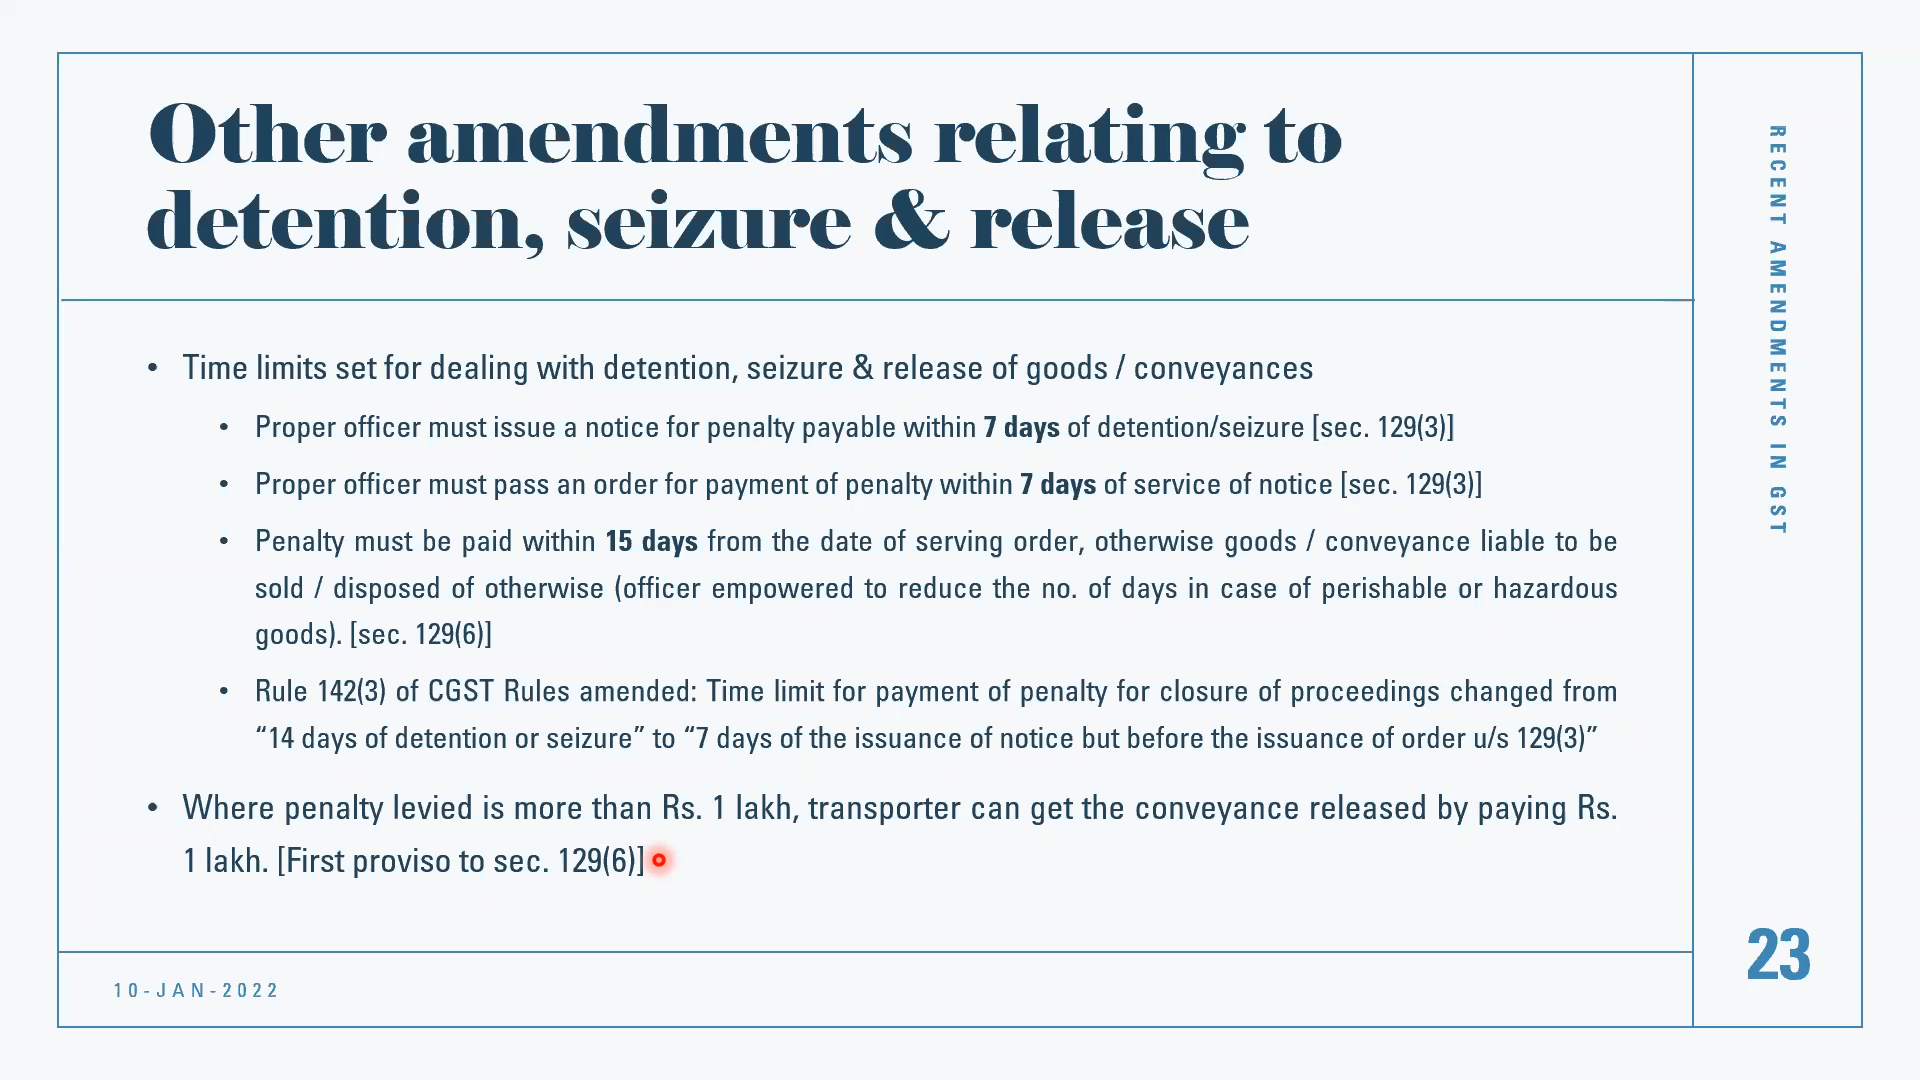 Other amendments relating to
detention, seizure & release
RECENT AMENDMENTS IN GST
• Time limits set for dealing with detention, seizure & release of goods / conveyances
• Proper officer must issue a notice for penalty payable within 7 days of detention/seizure [sec. 129(3)]
• Proper officer must pass an order for payment of penalty within 7 days of service of notice [sec. 129(3)]
• Penalty must be paid within 15 days from the date of serving order, otherwise goods / conveyance liable to be
sold / disposed of otherwise (officer empowered to reduce the no. of days in case of perishable or hazardous
goods). [sec. 129(6)]
• Rule 142(3) of CGST Rules amended: Time limit for payment of penalty for closure of proceedings changed from
“14 days of detention or seizure” to “7 days of the issuance of notice but before the issuance of order u/s 129(3)”
• Where penalty levied is more than Rs. 1 lakh, transporter can get the conveyance released by paying Rs.
1 lakh. [First proviso to sec. 129(6)]
23
10-JAN-2022